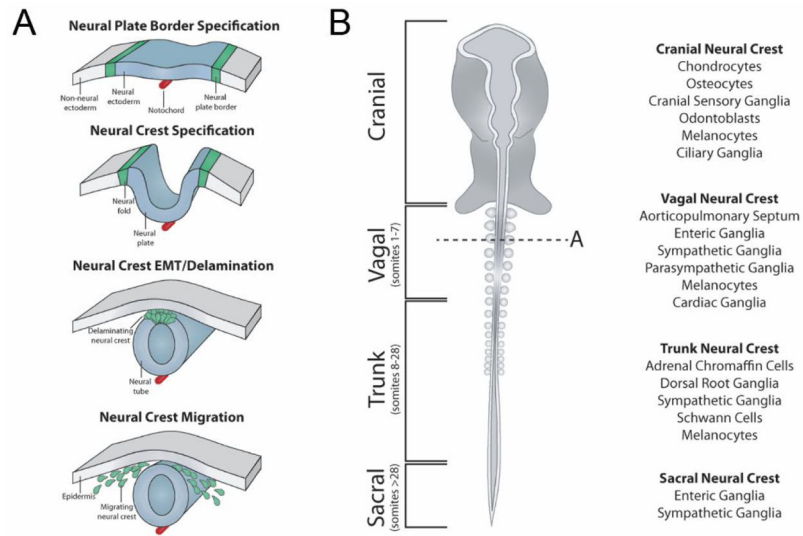 A
Neural Plate Border Specification
Non-neural
ectoderm
Neural
ectoderm
Notochord
Neural
plate border
Neural Crest Specification
Neural
fold
Neural
plate
Neural Crest EMT/Delamination
Delaminating
neural crest
Neural
tube
Neural Crest Migration
Epidermis
Migrating
neural crest
B
Cranial
Vagal
(somites 1-7)
Trunk
(somites 8-28)
Sacral
(somites >28)
A
Cranial Neural Crest
Chondrocytes
Osteocytes
Cranial Sensory Ganglia
Odontoblasts
Melanocytes
Ciliary Ganglia
Vagal Neural Crest
Aorticopulmonary Septum
Enteric Ganglia
Sympathetic Ganglia
Parasympathetic Ganglia
Melanocytes
Cardiac Ganglia
Trunk Neural Crest
Adrenal Chromaffin Cells
Dorsal Root Ganglia
Sympathetic Ganglia
Schwann Cells
Melanocytes
Sacral Neural Crest
Enteric Ganglia
Sympathetic Ganglia